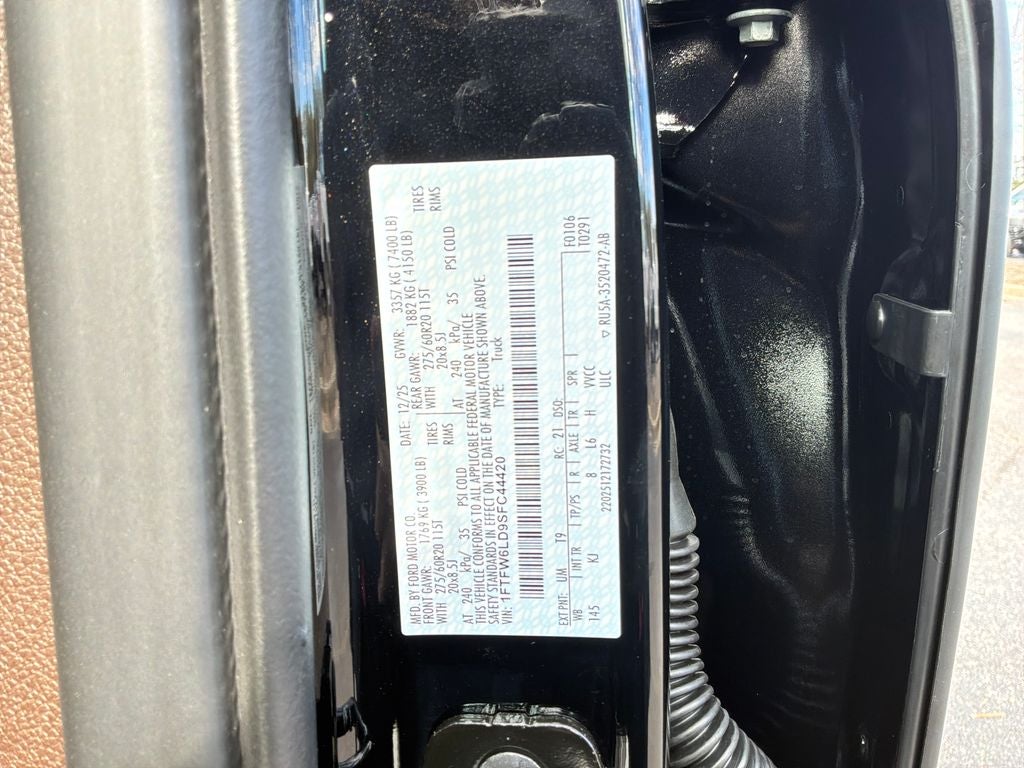 MFD. BY FORD MOTOR CO. DATE: 12/25 GVWR: 3357 KG ( 7400 LB)
FRONT GAWR: 1769 KG ( 3900 LB) REAR GAWR: 1882 KG ( 4150 LB)
WITH 275/60R20 115T TIRES WITH 275/60R20 115T TIRES
20x8.5J RIMS 20x8.5J RIMS
AT 240 kPa/ 35 PSI COLD AT 240 kPa/ 35 PSI COLD
THIS VEHICLE CONFORMS TO ALL APPLICABLE FEDERAL MOTOR VEHICLE
SAFETY STANDARDS IN EFFECT ON THE DATE OF MANUFACTURE SHOWN ABOVE.
VIN: 1FTFW6LD9SFC44420 TYPE: Truck
F0106
EXT PNT: UM T9 RC: 21 DSO: T0291
WB INTTR TP/PS R AXLE TR SPR
145 KJ 8 L6 H VVCC
2202512172732 ULC ▽ RU5A-3520472-AB